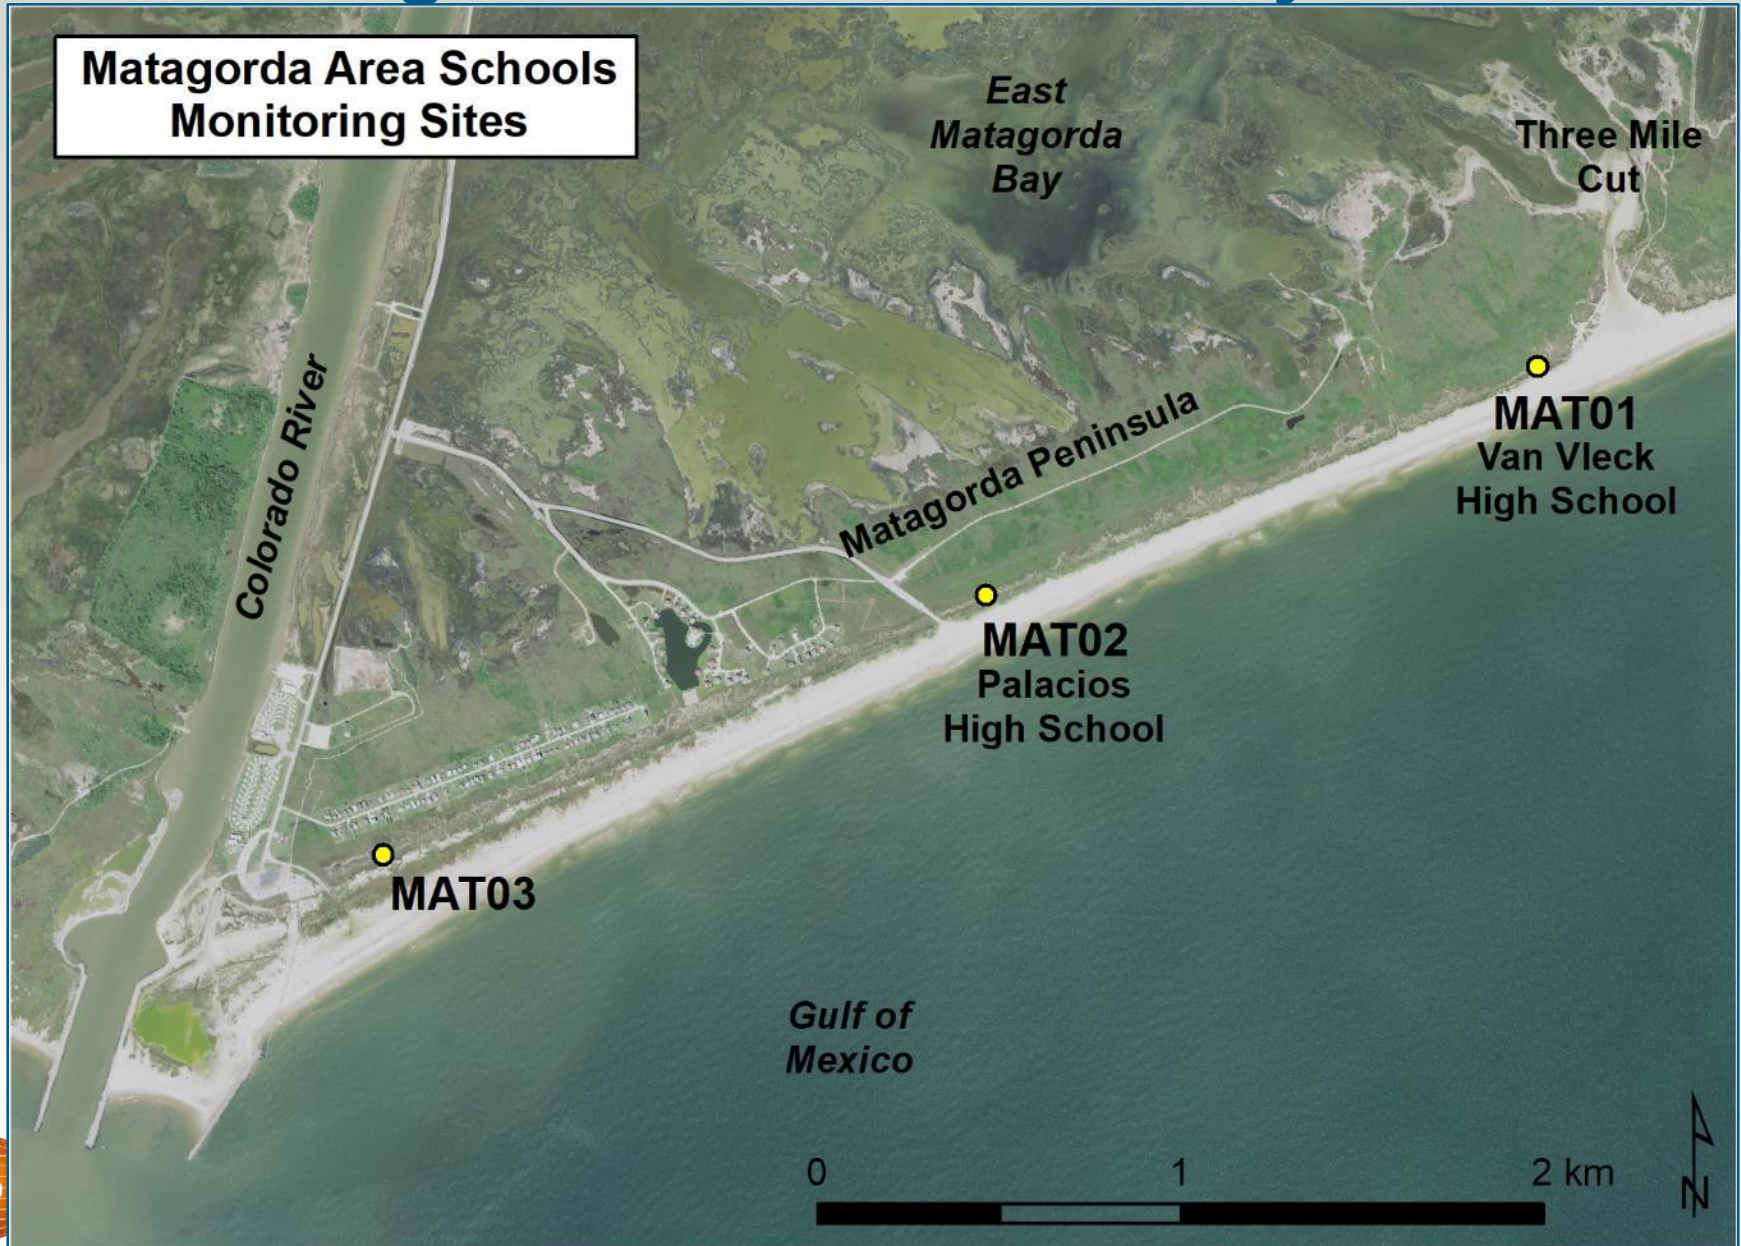 Matagorda Area Schools
Monitoring Sites
East
Matagorda
Bay
Three Mile
Cut
Colorado River
Matagorda Peninsula
MAT01
Van Vleck
High School
MAT02
Palacios
High School
MAT03
Gulf of
Mexico
0 1 2 km
N